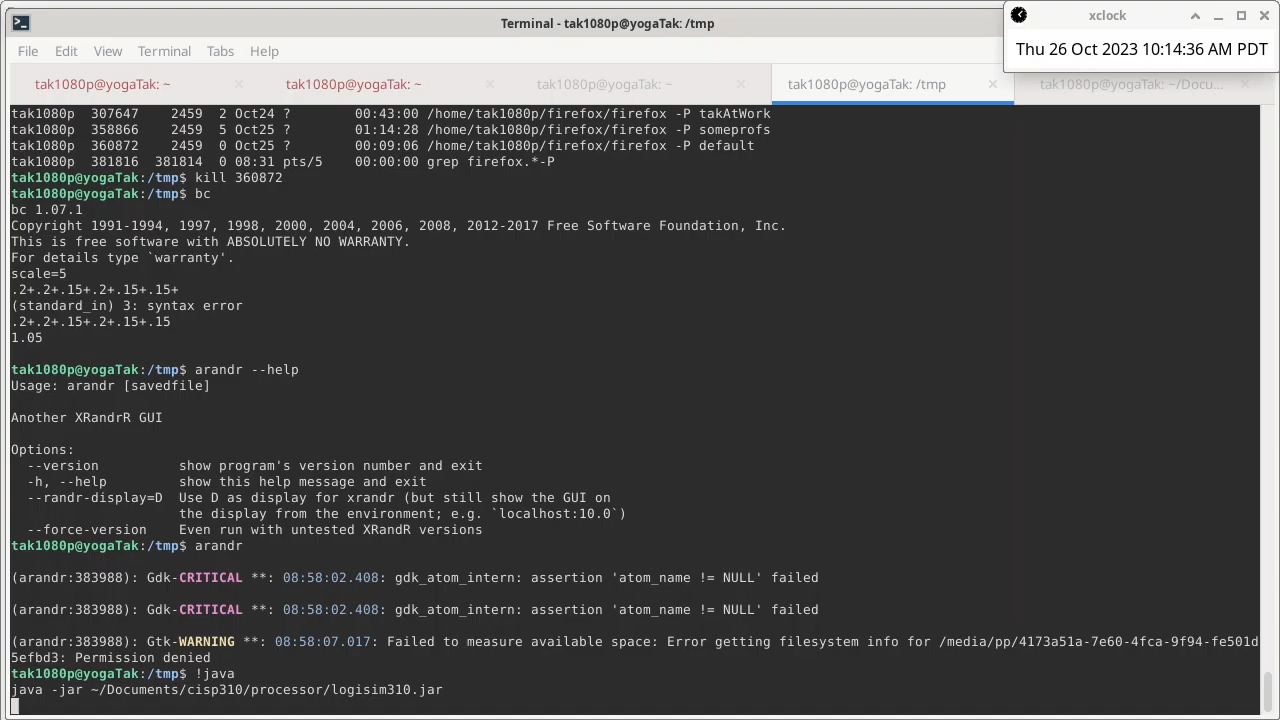 Terminal - tak1080p@yogaTak: /tmp
xclock
Thu 26 Oct 2023 10:14:36 AM PDT
File Edit View Terminal Tabs Help
tak1080p@yogaTak: ~ tak1080p@yogaTak: ~ tak1080p@yogaTak: ~ tak1080p@yogaTak: /tmp tak1080p@yogaTak: ~/Docu...
tak1080p  307647    2459  2 Oct24 ?        00:43:00 /home/tak1080p/firefox/firefox -P takAtWork
tak1080p  358866    2459  5 Oct25 ?        01:14:28 /home/tak1080p/firefox/firefox -P someprofs
tak1080p  360872    2459  0 Oct25 ?        00:09:06 /home/tak1080p/firefox/firefox -P default
tak1080p  381816  381814  0 08:31 pts/5    00:00:00 grep firefox.*-P
tak1080p@yogaTak:/tmp$ kill 360872
tak1080p@yogaTak:/tmp$ bc
bc 1.07.1
Copyright 1991-1994, 1997, 1998, 2000, 2004, 2006, 2008, 2012-2017 Free Software Foundation, Inc.
This is free software with ABSOLUTELY NO WARRANTY.
For details type `warranty'.
scale=5
.2+.2+.15+.2+.15+.15+
(standard_in) 3: syntax error
.2+.2+.15+.2+.15+.15
1.05
tak1080p@yogaTak:/tmp$ arandr --help
Usage: arandr [savedfile]
Another XRandrR GUI
Options:
  --version          show program's version number and exit
  -h, --help         show this help message and exit
  --randr-display=D  Use D as display for xrandr (but still show the GUI on
                     the display from the environment; e.g. `localhost:10.0`)
  --force-version    Even run with untested XRandR versions
tak1080p@yogaTak:/tmp$ arandr
(arandr:383988): Gdk-CRITICAL **: 08:58:02.408: gdk_atom_intern: assertion 'atom_name != NULL' failed
(arandr:383988): Gdk-CRITICAL **: 08:58:02.408: gdk_atom_intern: assertion 'atom_name != NULL' failed
(arandr:383988): Gtk-WARNING **: 08:58:07.017: Failed to measure available space: Error getting filesystem info for /media/pp/4173a51a-7e60-4fca-9f94-fe501d
5efbd3: Permission denied
tak1080p@yogaTak:/tmp$ !java
java -jar ~/Documents/cisp310/processor/logisim310.jar